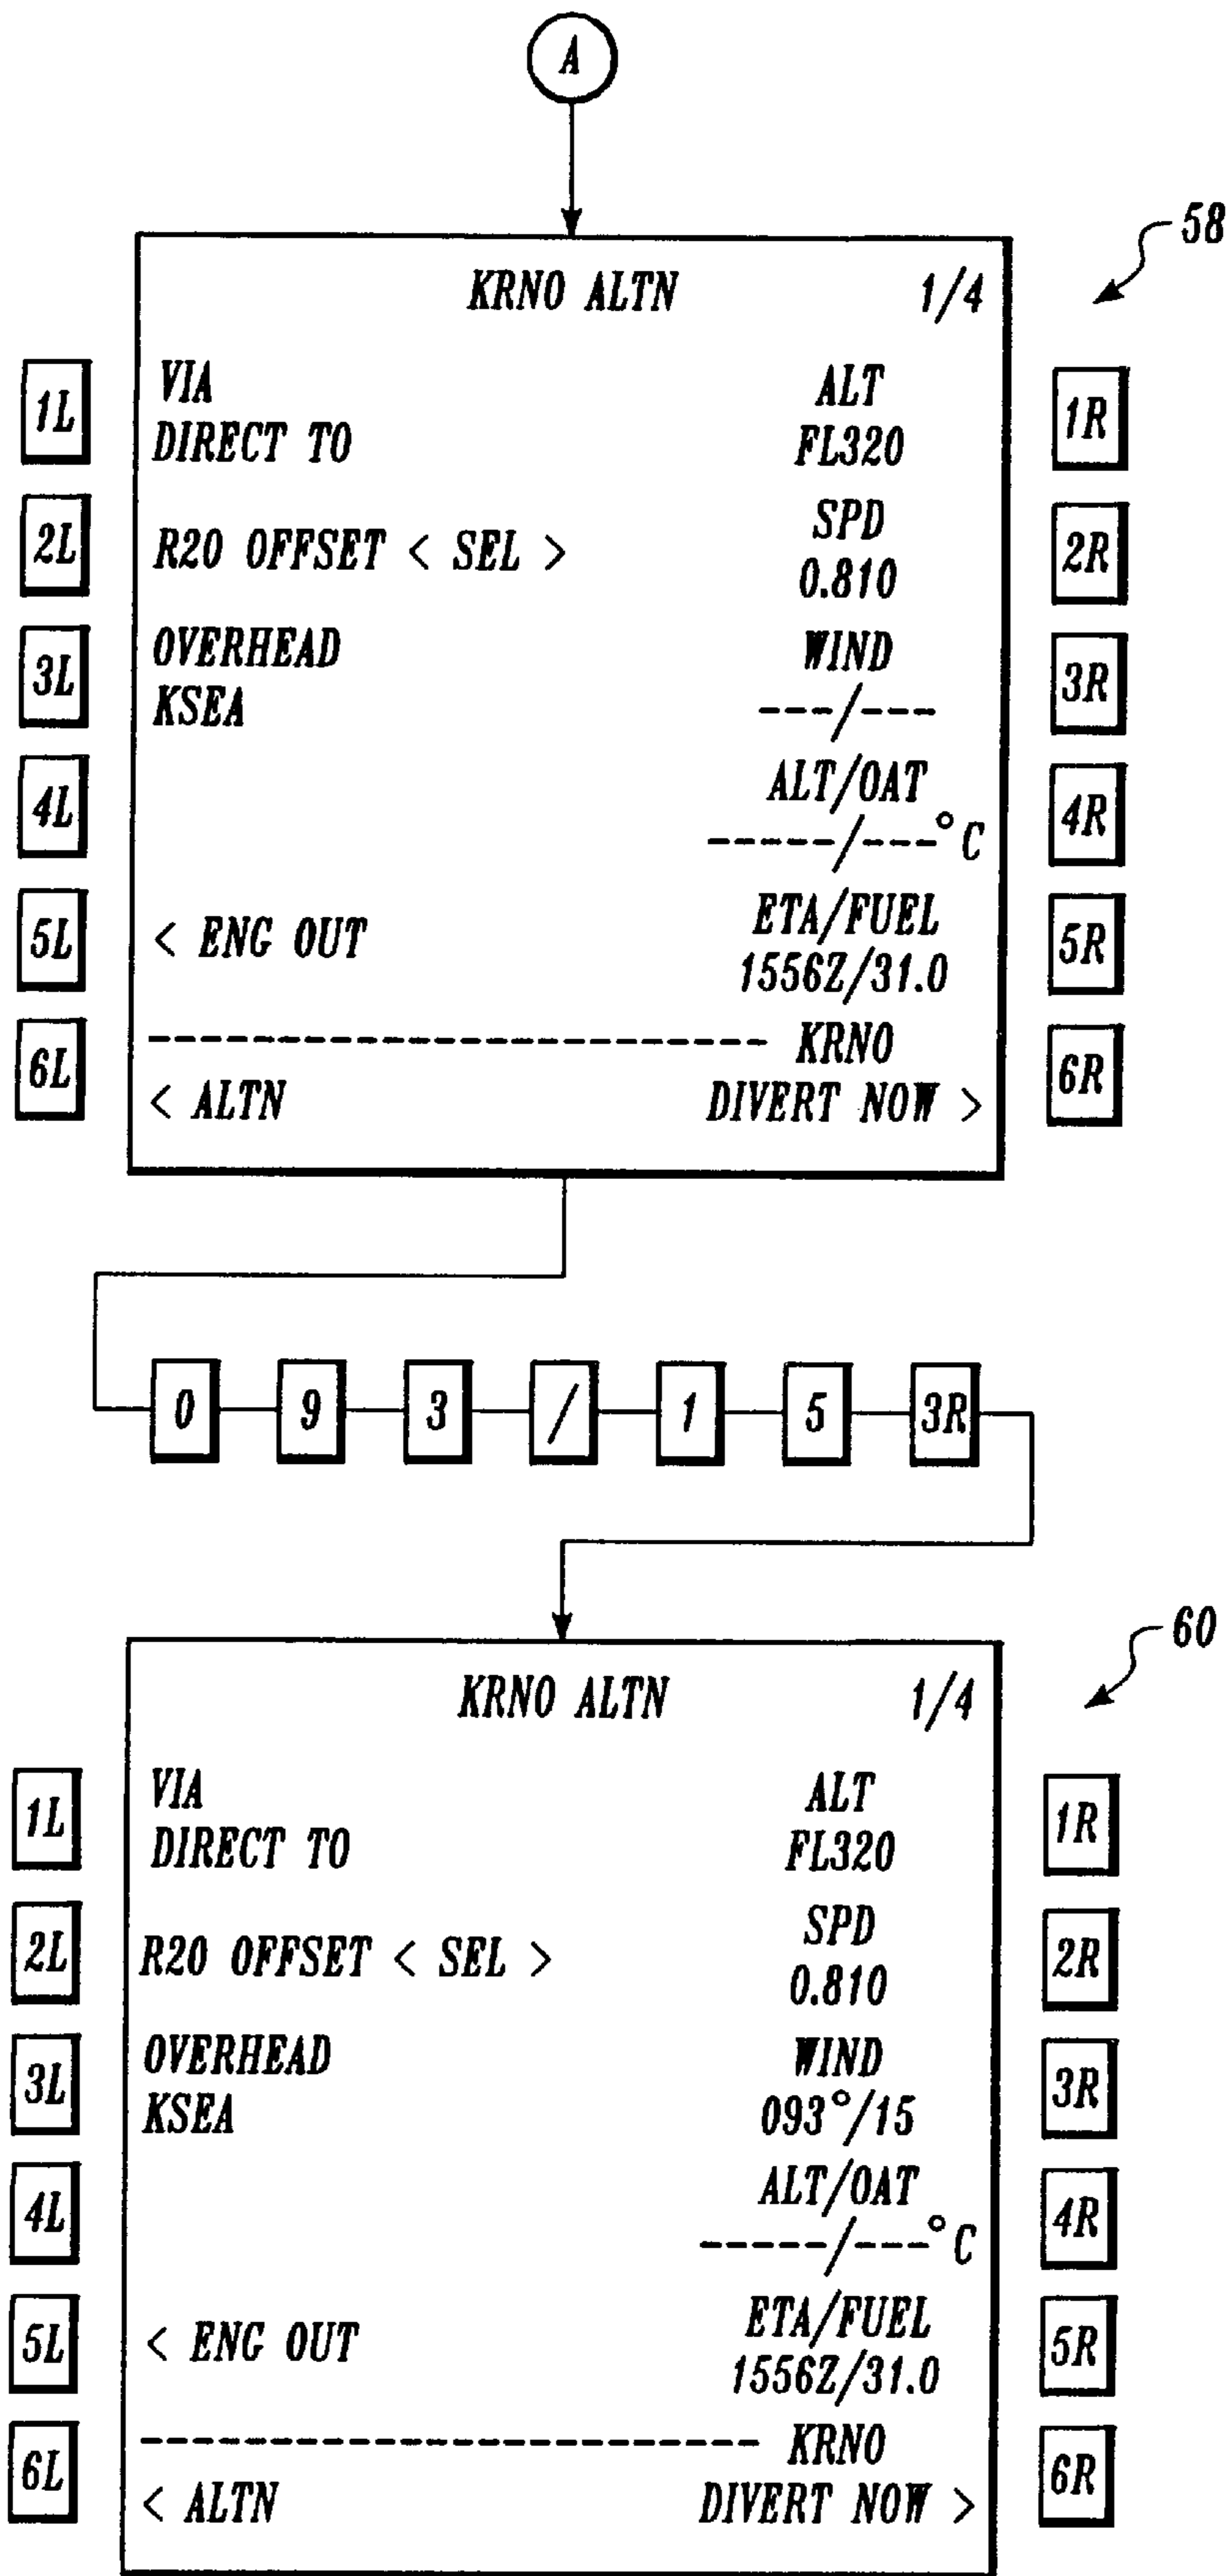 A
58
KRNO ALTN 1/4
1L VIA ALT 1R
DIRECT TO FL320
2L R20 OFFSET < SEL > SPD 2R
0.810
3L OVERHEAD WIND 3R
KSEA ---/---
4L ALT/OAT 4R
-----/---°C
5L < ENG OUT ETA/FUEL 5R
1556Z/31.0
6L ----------------------------- KRNO 6R
< ALTN DIVERT NOW >
0 9 3 / 1 5 3R
60
KRNO ALTN 1/4
1L VIA ALT 1R
DIRECT TO FL320
2L R20 OFFSET < SEL > SPD 2R
0.810
3L OVERHEAD WIND 3R
KSEA 093°/15
4L ALT/OAT 4R
-----/---°C
5L < ENG OUT ETA/FUEL 5R
1556Z/31.0
6L ----------------------------- KRNO 6R
< ALTN DIVERT NOW >